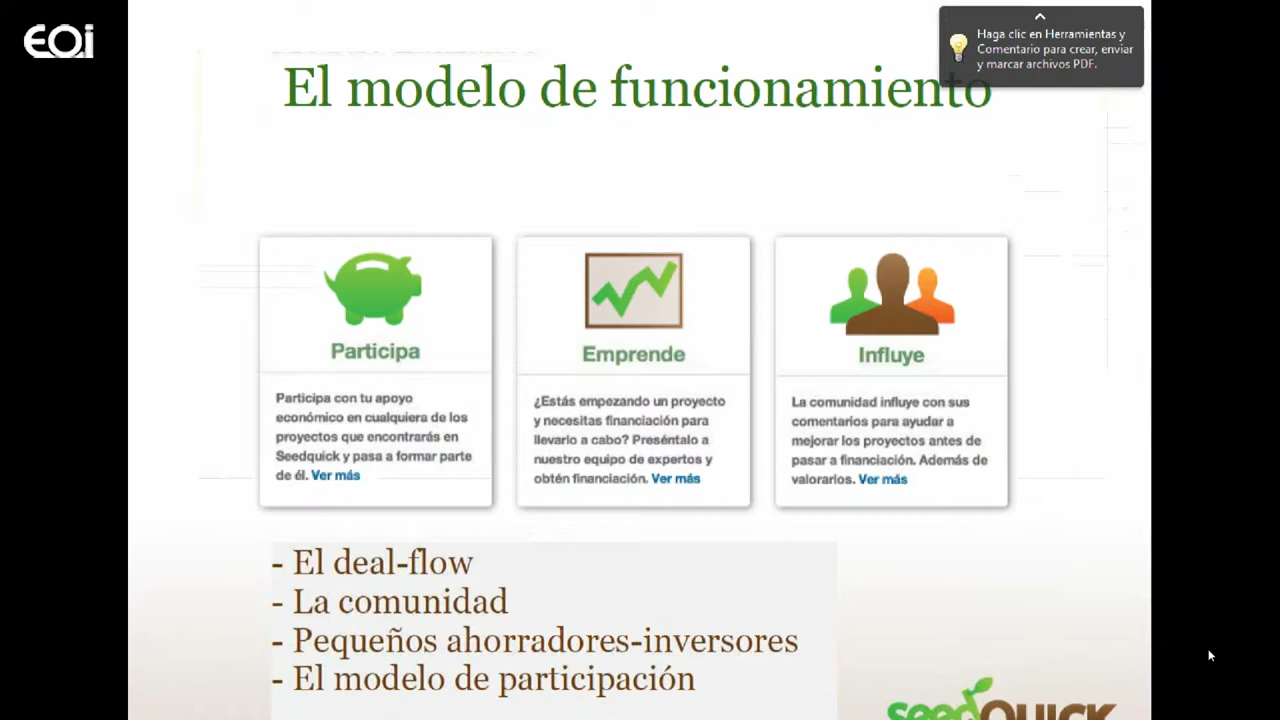 EOi
Haga clic en Herramientas y
Comentario para crear, enviar
y marcar archivos PDF.
El modelo de funcionamiento
Participa
Participa con tu apoyo
económico en cualquiera de los
proyectos que encontrarás en
Seedquick y pasa a formar parte
de él. Ver más
Emprende
¿Estás empezando un proyecto
y necesitas financiación para
llevarlo a cabo? Preséntalo a
nuestro equipo de expertos y
obtén financiación. Ver más
Influye
La comunidad influye con sus
comentarios para ayudar a
mejorar los proyectos antes de
pasar a financiación. Además de
valorarlos. Ver más
- El deal-flow
- La comunidad
- Pequeños ahorradores-inversores
- El modelo de participación
seedQUICK